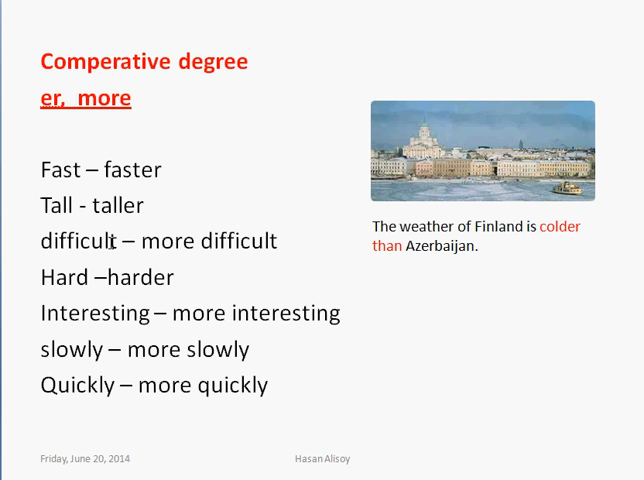 Comperative degree
er, more
Fast – faster
Tall - taller
difficult – more difficult
Hard –harder
Interesting – more interesting
slowly – more slowly
Quickly – more quickly
The weather of Finland is colder
than Azerbaijan.
Friday, June 20, 2014
Hasan Alisoy